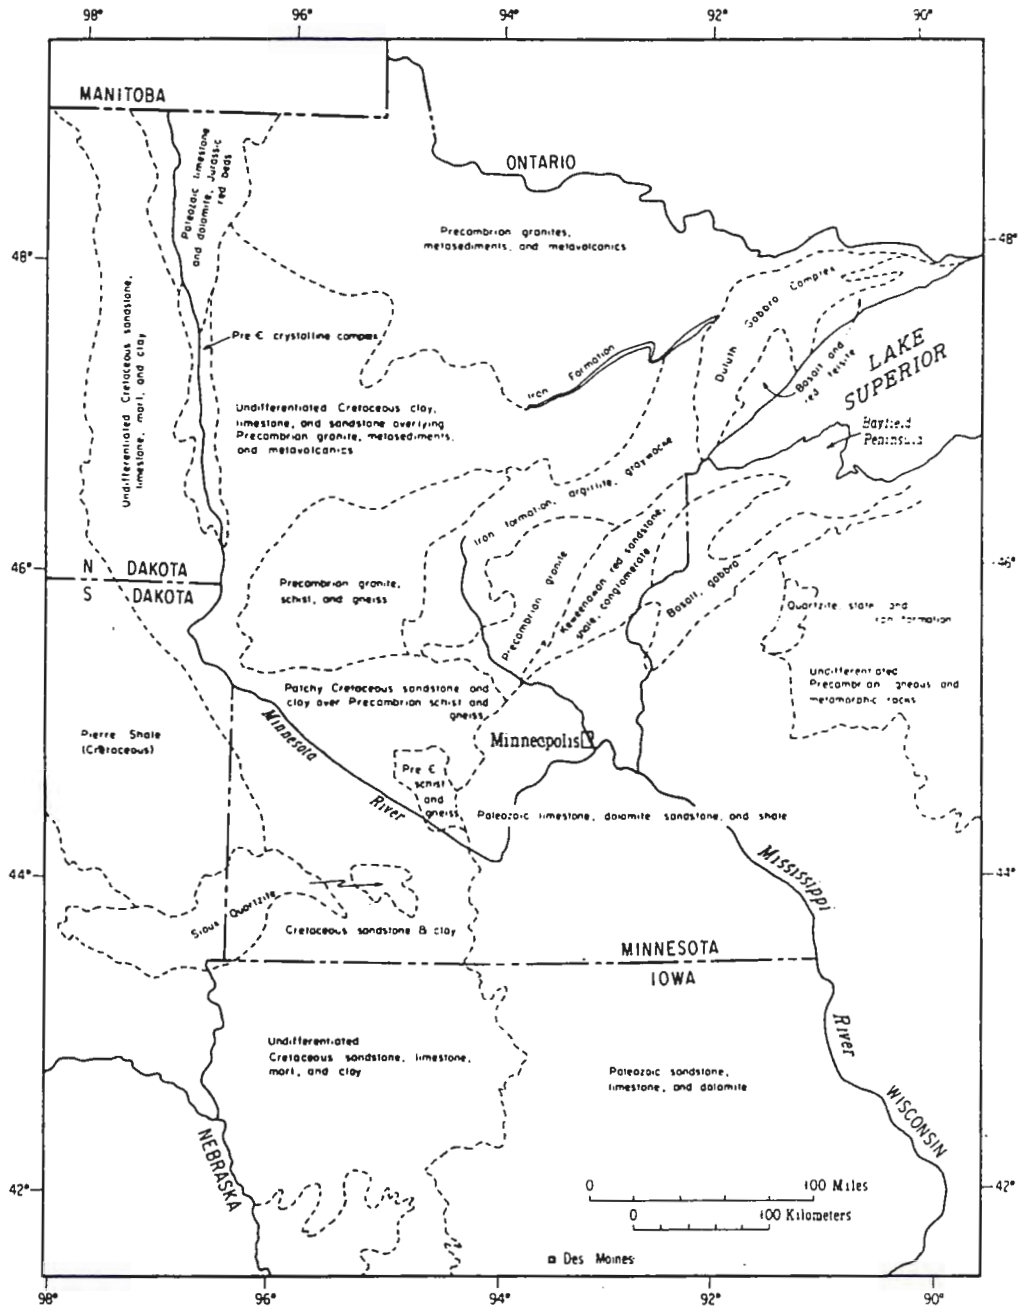 98° 96° 94° 92° 90°
MANITOBA
ONTARIO
Paleozoic limestone
and dolomite, Jurassic
red beds
Precambrian granites,
metasediments, and metavolcanics
48° 48°
Undifferentiated Cretaceous sandstone,
limestone, marl, and clay
Pre Є crystalline complex
Duluth Gabbro Complex
Iron Formation
Basalt and
red felsite
LAKE
SUPERIOR
Bayfield
Peninsula
Undifferentiated Cretaceous clay,
limestone, and sandstone overlying
Precambrian granite, metasediments,
and metavolcanics
Iron formation, argillite, graywacke
46° 46°
N DAKOTA
S DAKOTA
Precambrian granite,
schist, and gneiss
Precambrian granite
Keweenawan red sandstone,
shale, conglomerate
Basalt, gabbro
Quartzite, slate, and
iron formation
Undifferentiated
Precambrian gneous and
metamorphic rocks
Patchy Cretaceous sandstone and
clay over Precambrian schist and
gneiss
Pierre Shale
(Cretaceous)
Minnesota
River
Minneapolis
Pre Є
schist
and
gneiss
Paleozoic limestone, dolomite sandstone, and shale
Mississippi
44° 44°
Sioux Quartzite
Cretaceous sandstone & clay
MINNESOTA
IOWA
River
Undifferentiated
Cretaceous sandstone, limestone,
marl, and clay
Paleozoic sandstone,
limestone, and dolomite
WISCONSIN
NEBRASKA
42° 42°
0 100 Miles
0 100 Kilometers
Des Moines
98° 96° 94° 92° 90°